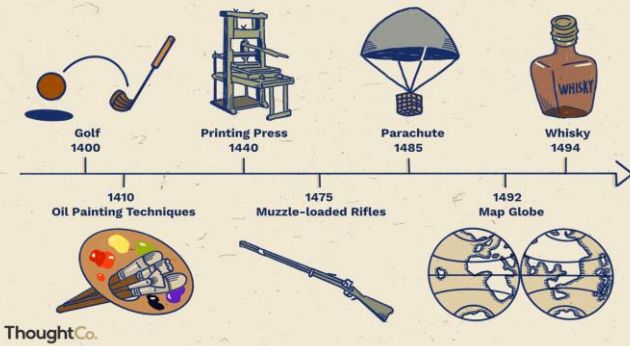 WHISKY
Golf
1400
Printing Press
1440
Parachute
1485
Whisky
1494
1410
Oil Painting Techniques
1475
Muzzle-loaded Rifles
1492
Map Globe
ThoughtCo.